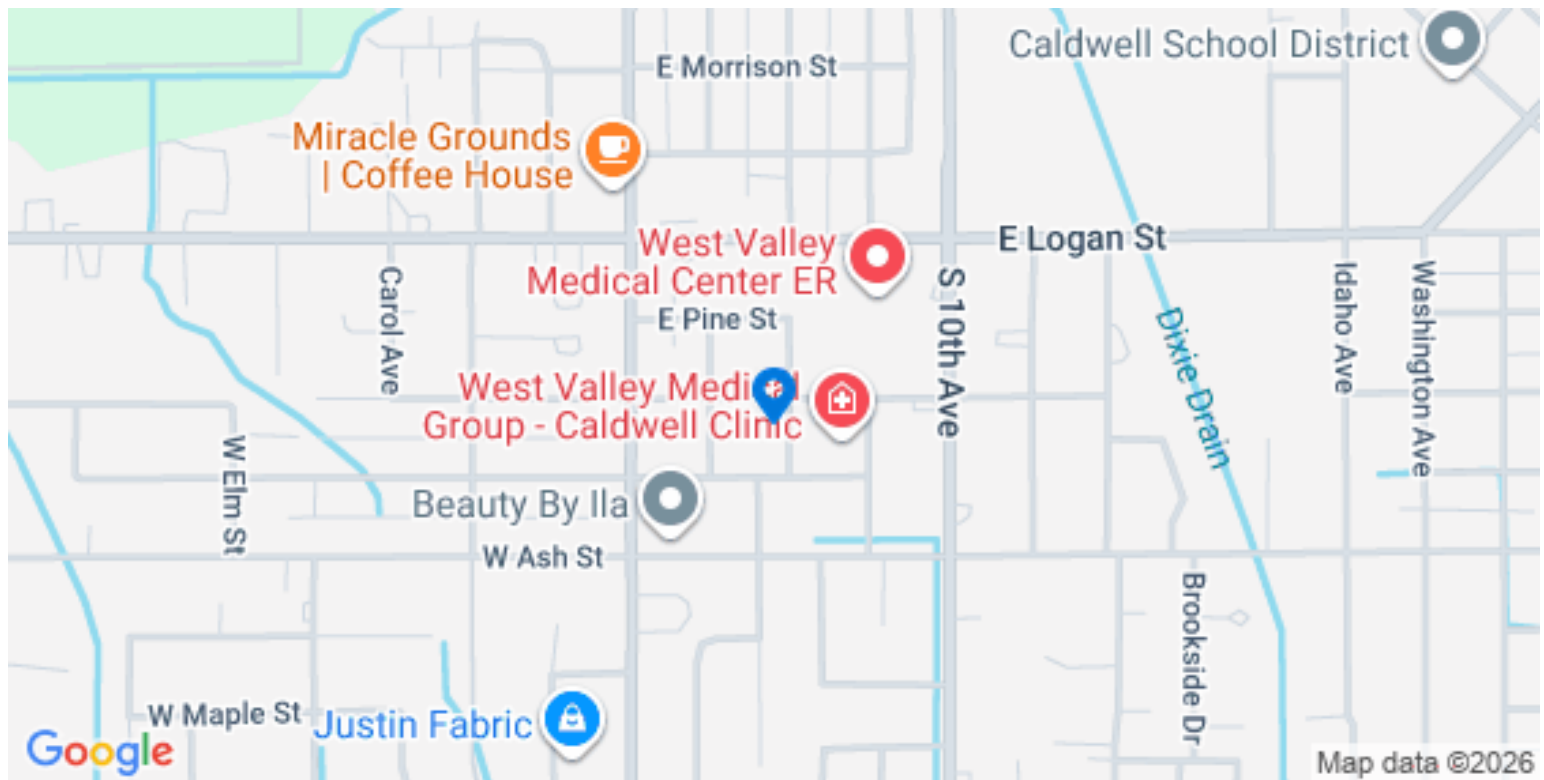 Caldwell School District
E Morrison St
Miracle Grounds
| Coffee House
West Valley
Medical Center ER
E Logan St
E Pine St
Carol Ave
S 10th Ave
Dixie Drain
Idaho Ave
Washington Ave
West Valley Medical
Group - Caldwell Clinic
W Elm St
Beauty By Ila
W Ash St
Brookside Dr
W Maple St
Justin Fabric
Google
Map data ©2026